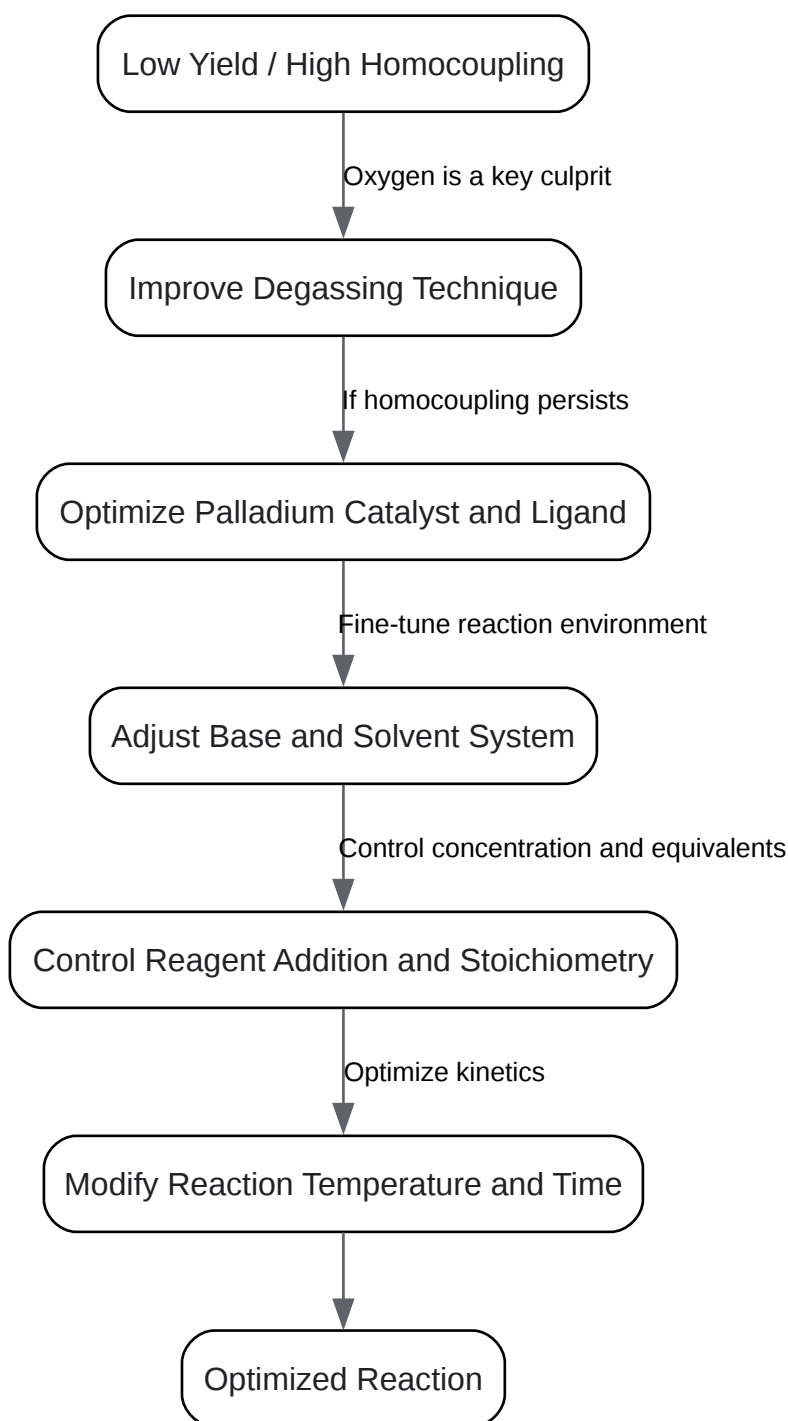 Low Yield / High Homocoupling
Oxygen is a key culprit
Improve Degassing Technique
If homocoupling persists
Optimize Palladium Catalyst and Ligand
Fine-tune reaction environment
Adjust Base and Solvent System
Control concentration and equivalents
Control Reagent Addition and Stoichiometry
Optimize kinetics
Modify Reaction Temperature and Time
Optimized Reaction